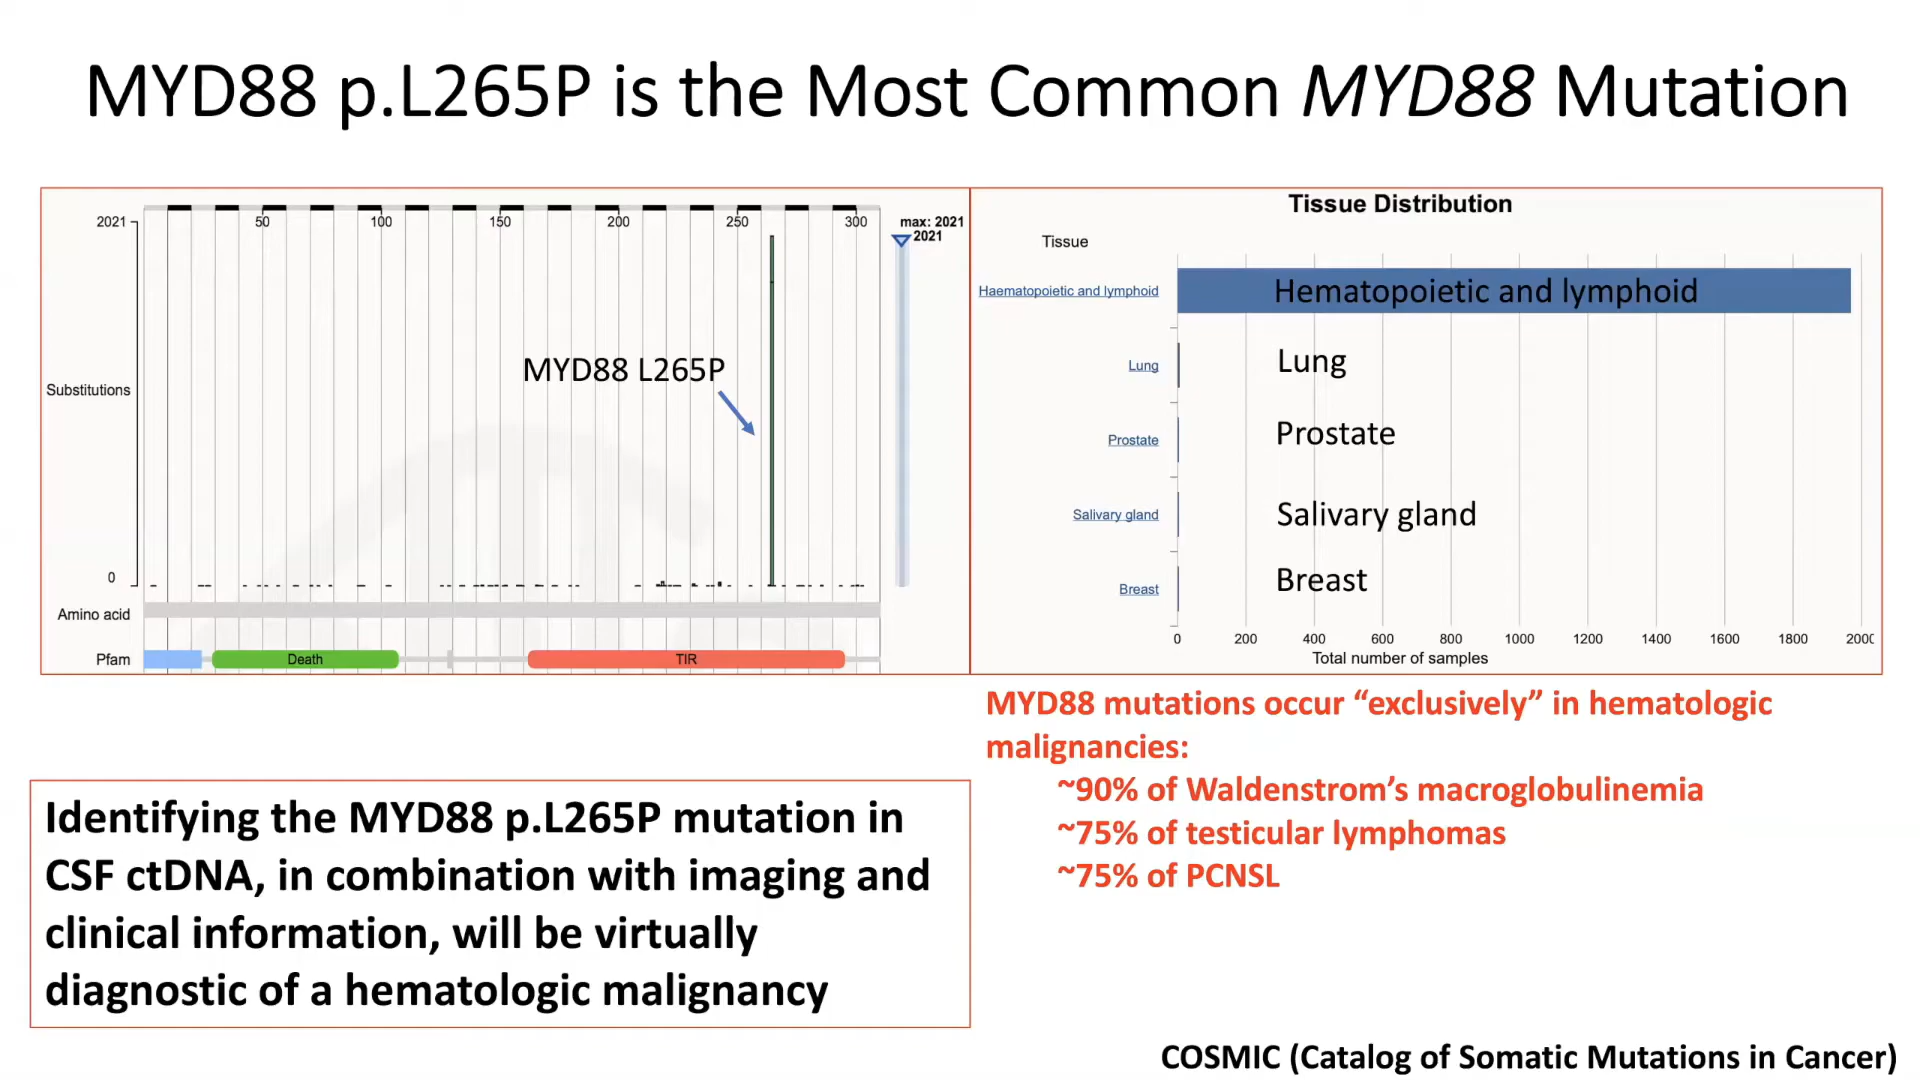 MYD88 p.L265P is the Most Common MYD88 Mutation
2021
50
100
150
200
250
300
max: 2021
2021
Substitutions
MYD88 L265P
0
Amino acid
Pfam
Death
TIR
Tissue Distribution
Tissue
Haematopoietic and lymphoid
Hematopoietic and lymphoid
Lung
Lung
Prostate
Prostate
Salivary gland
Salivary gland
Breast
Breast
0 200 400 600 800 1000 1200 1400 1600 1800 2000
Total number of samples
MYD88 mutations occur “exclusively” in hematologic
malignancies:
~90% of Waldenstrom’s macroglobulinemia
~75% of testicular lymphomas
~75% of PCNSL
Identifying the MYD88 p.L265P mutation in
CSF ctDNA, in combination with imaging and
clinical information, will be virtually
diagnostic of a hematologic malignancy
COSMIC (Catalog of Somatic Mutations in Cancer)